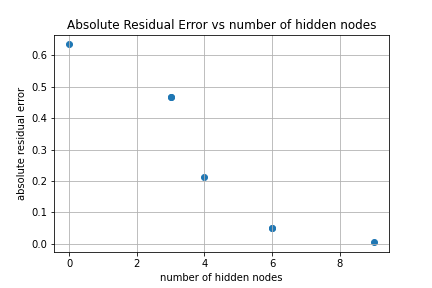 Absolute Residual Error vs number of hidden nodes
absolute residual error
0.6
0.5
0.4
0.3
0.2
0.1
0.0
0 2 4 6 8
number of hidden nodes